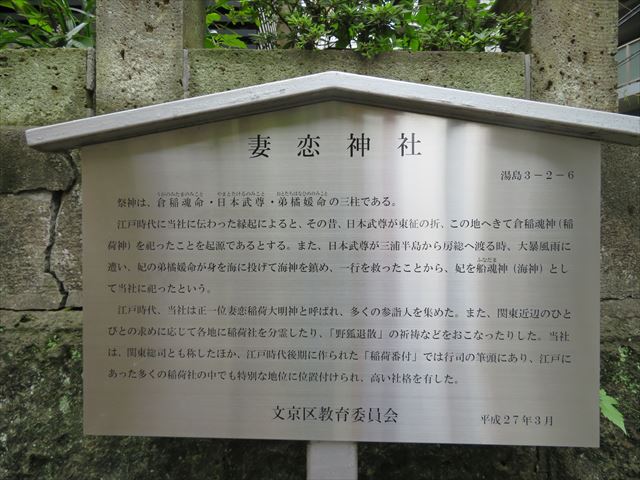 妻恋神社
湯島3-2-6
祭神は、倉稲魂命・日本武尊・弟橘媛命の三柱である。
江戸時代に当社に伝わった縁起によると、その昔、日本武尊が東征の折、この地へきて倉稲魂神（稲
荷神）を祀ったことを起源であるとする。また、日本武尊が三浦半島から房総へ渡る時、大暴風雨に
遭い、妃の弟橘媛命が身を海に投げて海神を鎮め、一行を救ったことから、妃を船魂神（海神）とし
て当社に祀ったという。
江戸時代、当社は正一位妻恋稲荷大明神と呼ばれ、多くの参詣人を集めた。また、関東近辺のひと
びとの求めに応じて各地に稲荷社を分霊したり、「野狐退散」の祈祷などをおこなったりした。当社
は、関東総司とも称したほか、江戸時代後期に作られた「稲荷番付」では行司の筆頭にあり、江戸に
あった多くの稲荷社の中でも特別な地位に位置付けられ、高い社格を有した。
文京区教育委員会
平成27年3月